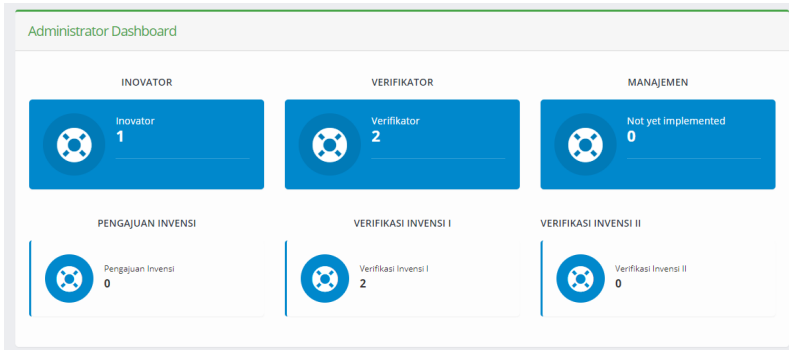 Administrator Dashboard
INOVATOR
VERIFIKATOR
MANAJEMEN
Inovator
1
Verifikator
2
Not yet implemented
0
PENGAJUAN INVENSI
VERIFIKASI INVENSI I
VERIFIKASI INVENSI II
Pengajuan Invensi
0
Verifikasi Invensi I
2
Verifikasi Invensi II
0